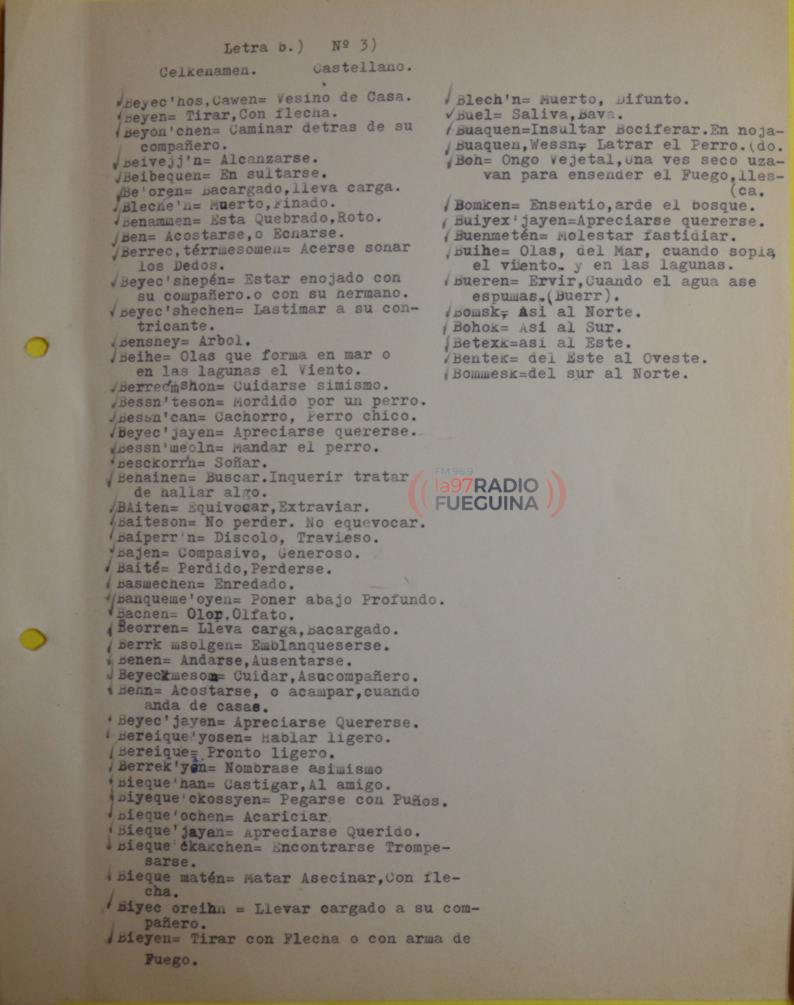 Letra b.)   Nº 3)
Celkenamen.   Castellano.
Beyec'hos,Cawen= Vesino de Casa.
Beyen= Tirar,Con flecha.
Beyon'chen= Caminar detras de su
compañero.
Beivejj'n= Alcanzarse.
Beibequen= En sultarse.
Be'oren= Bacargado,lleva carga.
Bleche'n= Muerto,Finado.
Benammen= Esta Quebrado,Roto.
Ben= Acostarse,o Echarse.
Berrec,térrmesomen= Acerse sonar
los Dedos.
Beyec'shepén= Estar enojado con
su compañero.o con su hermano.
Beyec'shechen= Lastimar a su con-
tricante.
Bensney= Arbol.
Beihe= Olas que forma en mar o
en las lagunas el Viento.
Berrecmshon= Cuidarse simismo.
Bessn'teson= Mordido por un perro.
Bessn'can= Cachorro, Perro chico.
Beyec'jayen= Apreciarse quererse.
Bessn'meoln= Mandar el perro.
Besckorrn= Soñar.
Behainen= Buscar.Inquerir tratar
de hallar algo.
BAiten= Equivocar,Extraviar.
Baiteson= No perder. No equevocar.
Baiperr'n= Discolo, Travieso.
Bajen= Compasivo, Generoso.
Baité= Perdido,Perderse.
Basmechen= Enredado.
Banqueme'oyen= Poner abajo Profundo.
Bachen= Olor,Olfato.
Beorren= Lleva carga,Bacargado.
Berrk msolgen= Emblanqueserse.
Benen= Andarse,Ausentarse.
Beyeckmesom= Cuidar,Asucompañero.
Benn= Acostarse, o acampar,cuando
anda de casas.
Beyec'jayen= Apreciarse Quererse.
Bereique'yosen= Hablar ligero.
Bereique= Pronto ligero.
Berrek'yen= Nombrase asimismo
Bieque'han= Castigar,Al amigo.
Biyeque'ckossyen= Pegarse con Puños.
Bieque'ochen= Acariciar
Bieque'jayen= Apreciarse Querido.
Bieque'ckakchen= Encontrarse Trompe-
sarse.
Bieque matén= Matar Asecinar,Con fle-
cha.
Biyec oreihn = Llevar cargado a su com-
pañero.
Bieyen= Tirar con Flecha o con arma de
Fuego.
Blech'n= Muerto, Difunto.
Buel= Saliva,Bava.
Buaquen=Insultar Bociferar.En noja-
Buaquen,Wessn= Latrar el Perro.(do.
Boh= Ongo Vejetal,Una ves seco uza-
van para ensender el Fuego,lles-
(ca.
Bomken= Ensentio,arde el bosque.
Buiyex'jayen=Apreciarse quererse.
Buenmetén= Molestar fastidiar.
Buihe= Olas, del Mar, cuando sopla
el viento. y en las lagunas.
Bueren= Ervir,Cuando el agua ase
espumas.(Buerr).
Bomsk= Asi al Norte.
Bohok= Asi al Sur.
Betexk=asi al Este.
Bentek= del Este al Oveste.
Bommesk=del sur al Norte.
FM 96.9
la97RADIO
FUEGUINA